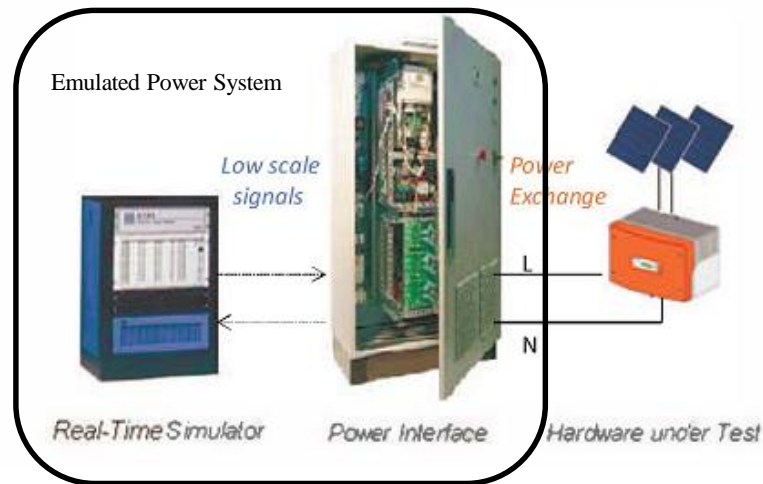 Emulated Power System
Low scale
signals
Power
Exchange
L
N
Real-Time Simulator
Power Interface
Hardware under Test